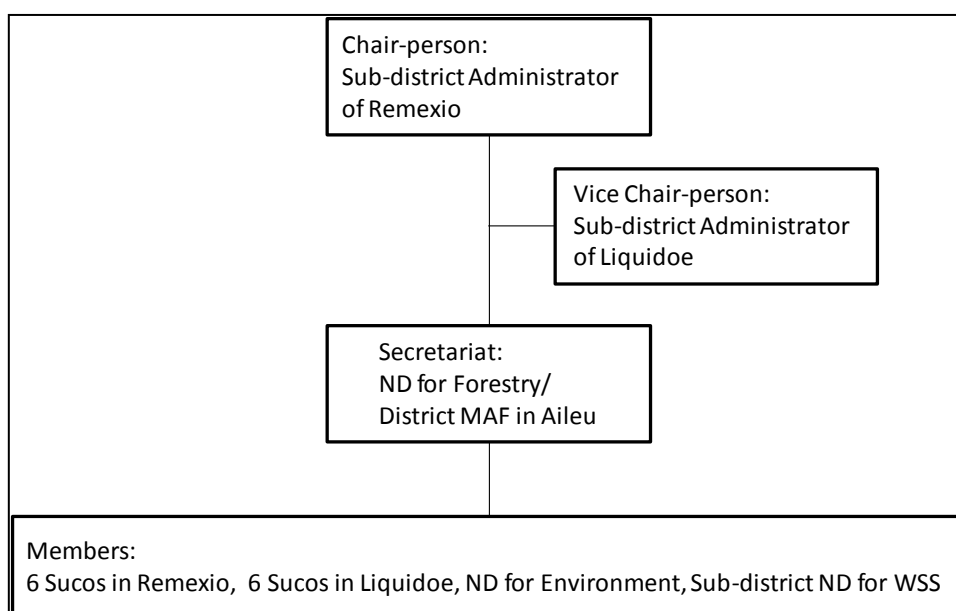 Chair-person:
Sub-district Administrator
of Remexio
Vice Chair-person:
Sub-district Administrator
of Liquidoe
Secretariat:
ND for Forestry/
District MAF in Aileu
Members:
6 Sucos in Remexio, 6 Sucos in Liquidoe, ND for Environment, Sub-district ND for WSS